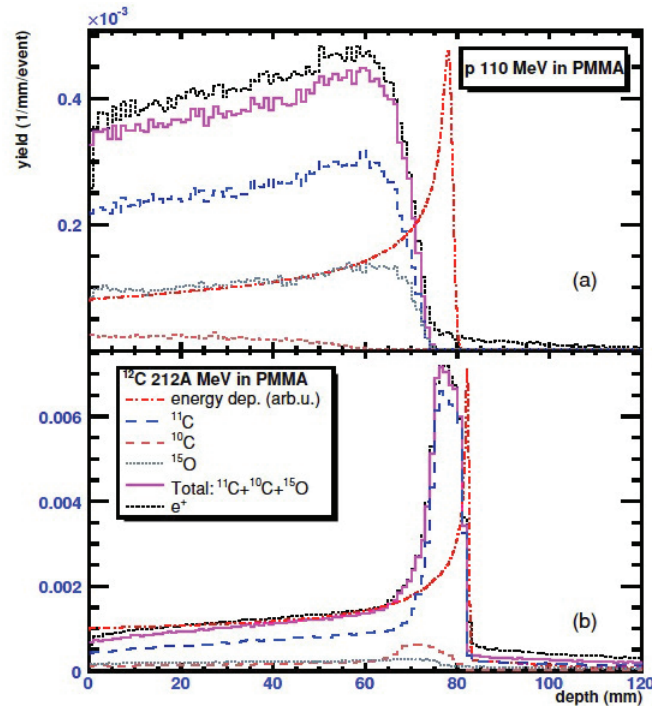 ×10⁻³
yield (1/mm/event)
p 110 MeV in PMMA
0.4
0.2
(a)
¹²C 212A MeV in PMMA
energy dep. (arb.u.)
¹¹C
¹⁰C
¹⁵O
Total: ¹¹C+¹⁰C+¹⁵O
e⁺
0.006
0.004
0.002
0
(b)
0 20 40 60 80 100 120
depth (mm)